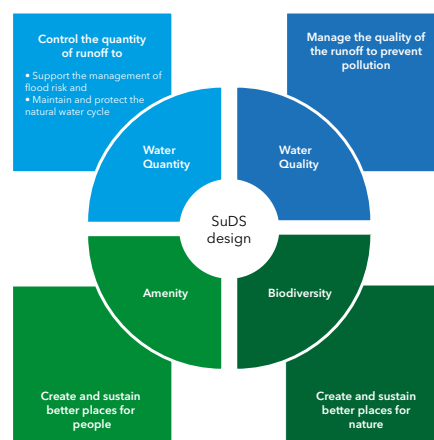 Control the quantity
of runoff to
• Support the management of
flood risk and
• Maintain and protect the
natural water cycle
Manage the quality of
the runoff to prevent
pollution
Water
Quantity
Water
Quality
SuDS
design
Amenity
Biodiversity
Create and sustain
better places for
people
Create and sustain
better places for
nature